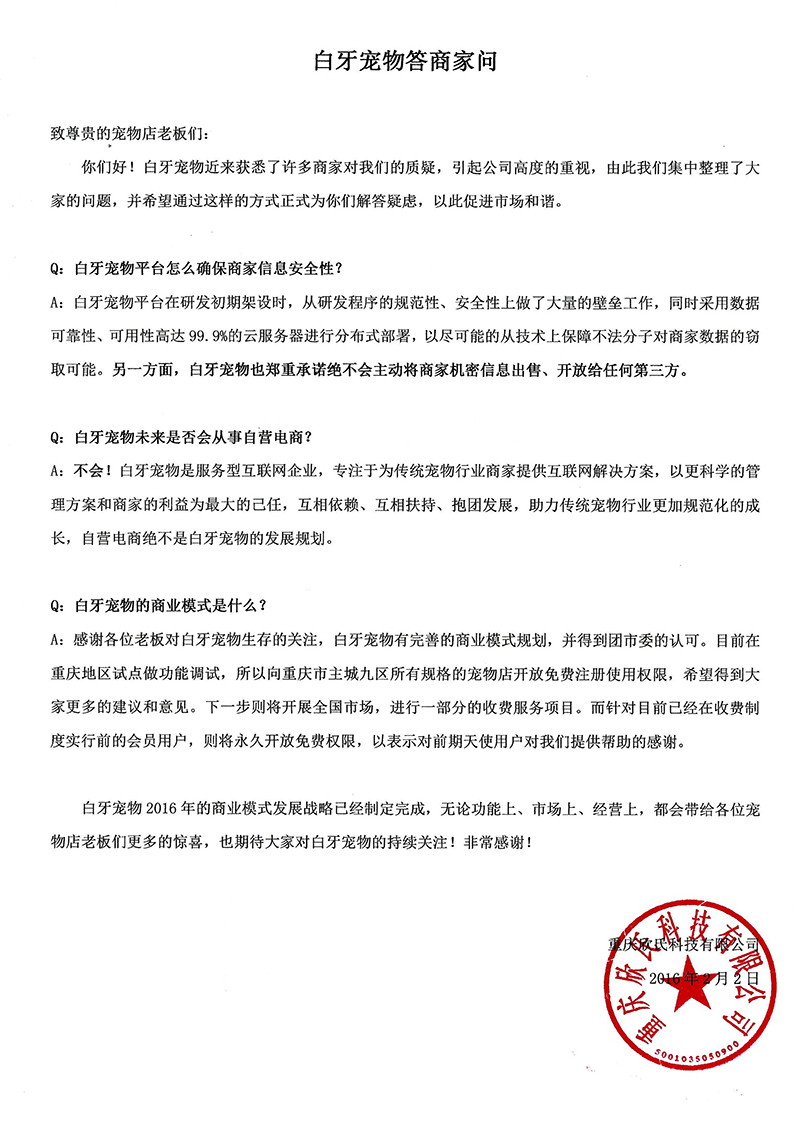 白牙宠物答商家问
致尊贵的宠物店老板们：
你们好！白牙宠物近来获悉了许多商家对我们的质疑，引起公司高度的重视，由此我们集中整理了大
家的问题，并希望通过这样的方式正式为你们解答疑虑，以此促进市场和谐。
Q：白牙宠物平台怎么确保商家信息安全性？
A：白牙宠物平台在研发初期架设时，从研发程序的规范性、安全性上做了大量的壁垒工作，同时采用数据
可靠性、可用性高达 99.9%的云服务器进行分布式部署，以尽可能的从技术上保障不法分子对商家数据的窃
取可能。另一方面，白牙宠物也郑重承诺绝不会主动将商家机密信息出售、开放给任何第三方。
Q：白牙宠物未来是否会从事自营电商？
A：不会！白牙宠物是服务型互联网企业，专注于为传统宠物行业商家提供互联网解决方案，以更科学的管
理方案和商家的利益为最大的己任，互相依赖、互相扶持、抱团发展，助力传统宠物行业更加规范化的成
长，自营电商绝不是白牙宠物的发展规划。
Q：白牙宠物的商业模式是什么？
A：感谢各位老板对白牙宠物生存的关注，白牙宠物有完善的商业模式规划，并得到团市委的认可。目前在
重庆地区试点做功能调试，所以向重庆市主城九区所有规格的宠物店开放免费注册使用权限，希望得到大
家更多的建议和意见。下一步则将开展全国市场，进行一部分的收费服务项目。而针对目前已经在收费制
度实行前的会员用户，则将永久开放免费权限，以表示对前期天使用户对我们提供帮助的感谢。
白牙宠物 2016 年的商业模式发展战略已经制定完成，无论功能上、市场上、经营上，都会带给各位宠
物店老板们更多的惊喜，也期待大家对白牙宠物的持续关注！非常感谢！
重庆欣氏科技有限公司
2016 年 2 月 2 日
重庆欣氏科技有限公司
5001035050900